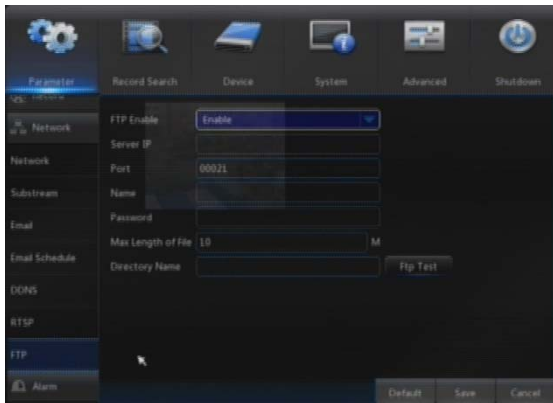 Parameter Record Search Device System Advanced Shutdown
Record
Network
Network
Substream
Email
Email Schedule
DDNS
RTSP
FTP
Alarm
FTP Enable Enable
Server IP
Port 00021
Name
Password
Max Length of File 10 M
Directory Name Ftp Test
Default Save Cancel